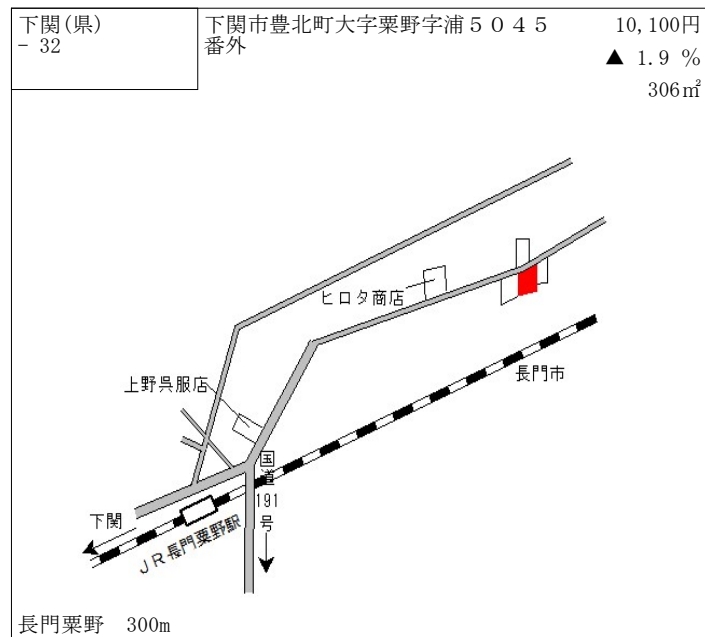 下関(県)
- 32
下関市豊北町大字粟野字浦５０４５
番外
10,100円
▲ 1.9 %
306㎡
ヒロタ商店
長門市
上野呉服店
国道191号
下関
ＪＲ長門粟野駅
長門粟野　300m